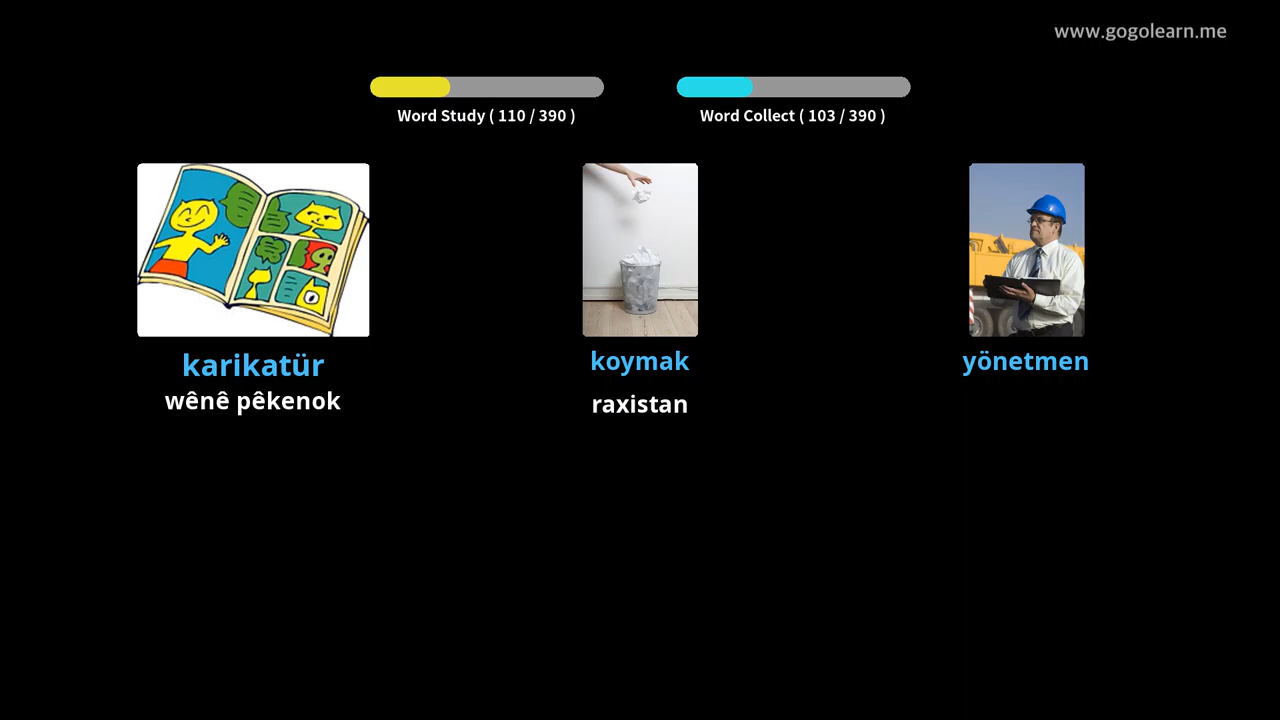 www.gogolearn.me
Word Study ( 110 / 390 )
Word Collect ( 103 / 390 )
karikatür
wênê pêkenok
koymak
raxistan
yönetmen